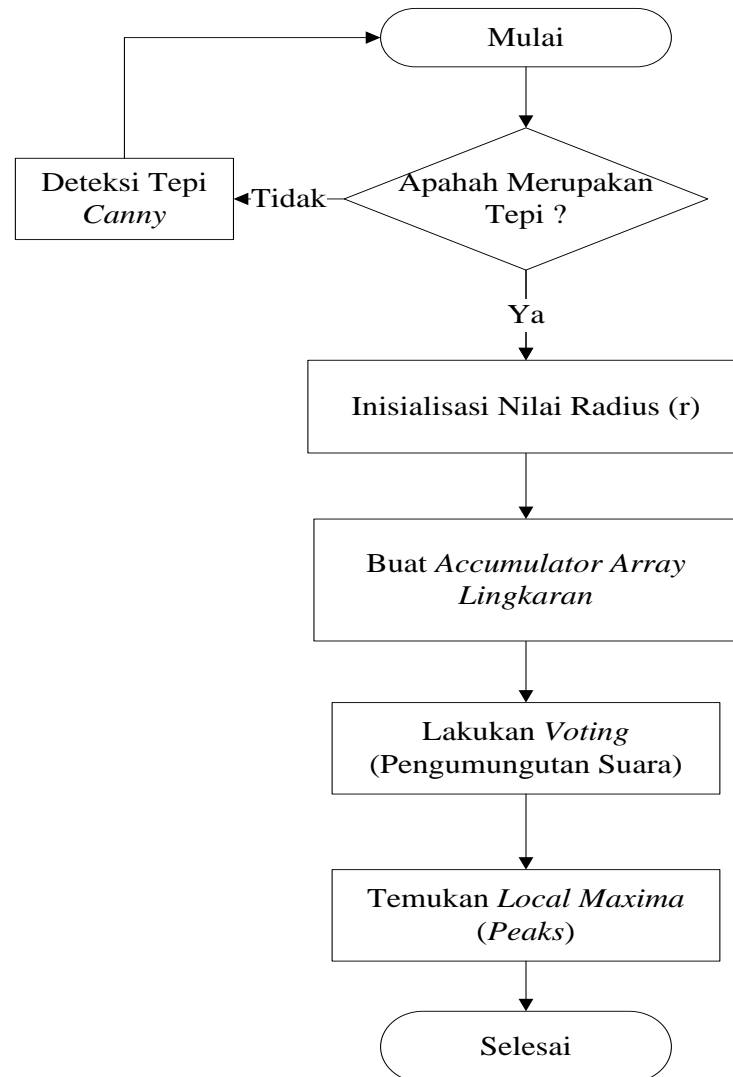 Mulai
Apahah Merupakan
Tepi ?
Tidak
Deteksi Tepi
Canny
Ya
Inisialisasi Nilai Radius (r)
Buat Accumulator Array
Lingkaran
Lakukan Voting
(Pengumungutan Suara)
Temukan Local Maxima
(Peaks)
Selesai